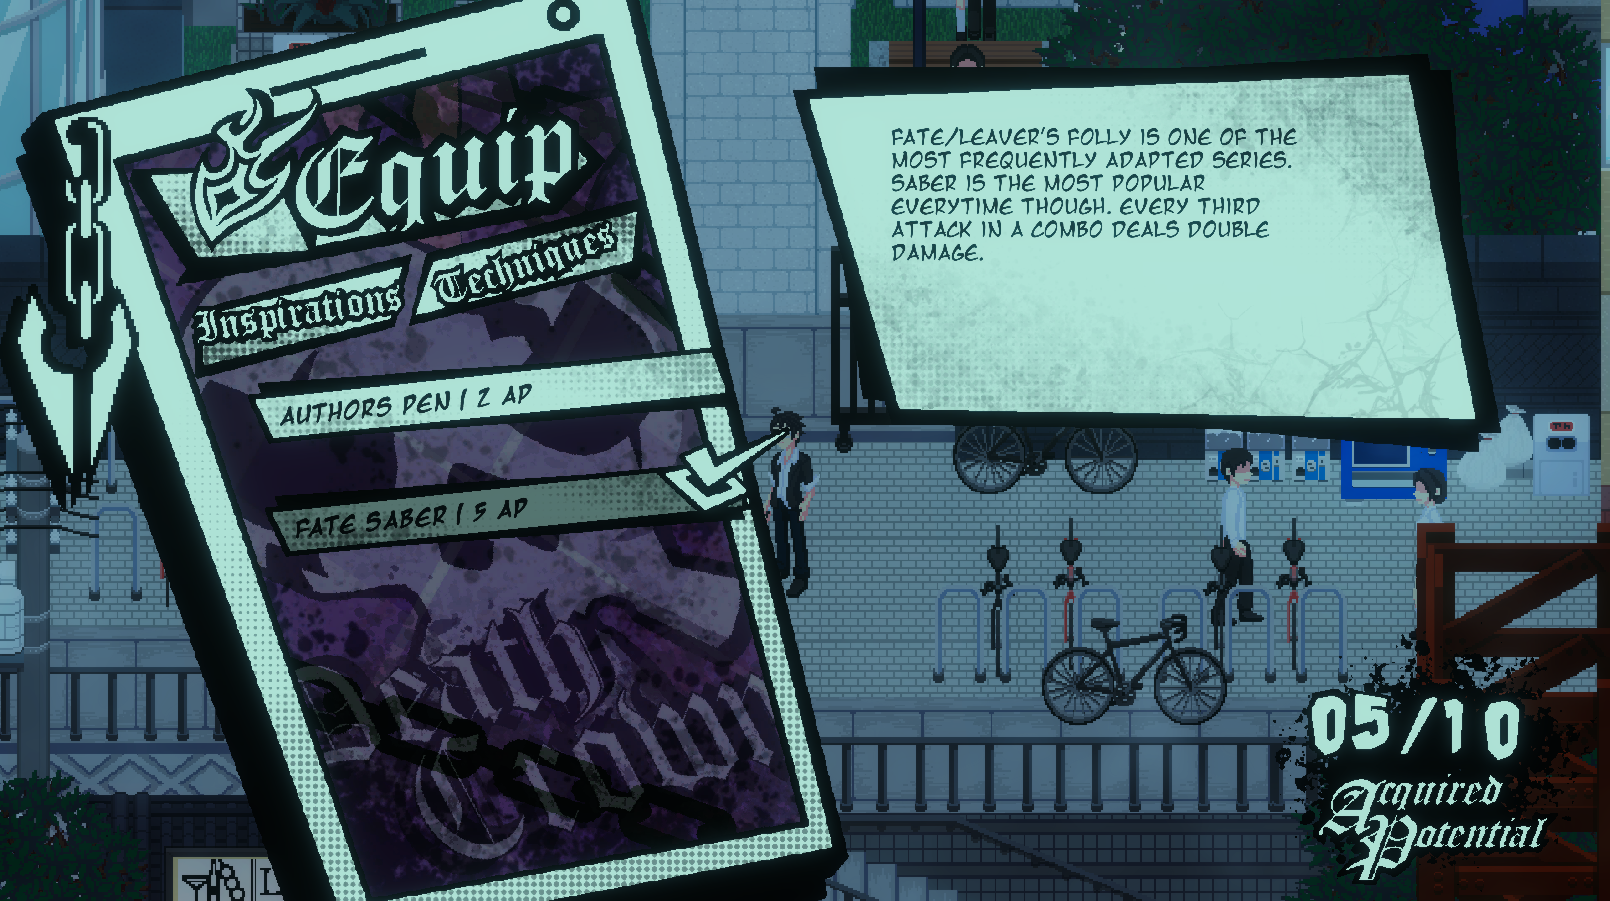 Equip
Inspirations
Techniques
AUTHORS PEN | 2 AP
FATE SABER | 5 AP
Death
Crown
FATE/LEAVER'S FOLLY IS ONE OF THE
MOST FREQUENTLY ADAPTED SERIES.
SABER IS THE MOST POPULAR
EVERYTIME THOUGH. EVERY THIRD
ATTACK IN A COMBO DEALS DOUBLE
DAMAGE.
05/10
Acquired
Potential